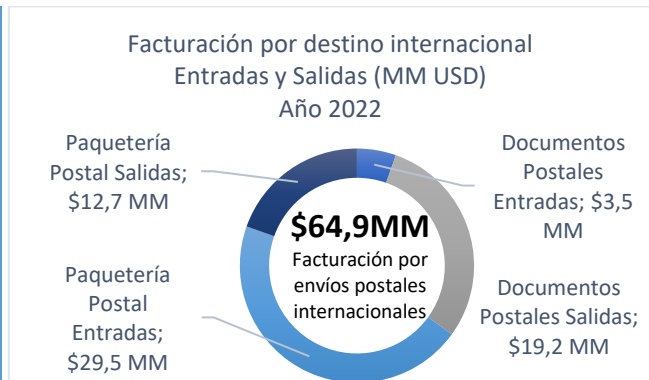 Facturación por destino internacional
Entradas y Salidas (MM USD)
Año 2022
Paquetería
Postal Salidas;
$12,7 MM
Documentos
Postales
Entradas; $3,5
MM
$64,9MM
Facturación por
envíos postales
internacionales
Paquetería
Postal
Entradas;
$29,5 MM
Documentos
Postales Salidas;
$19,2 MM